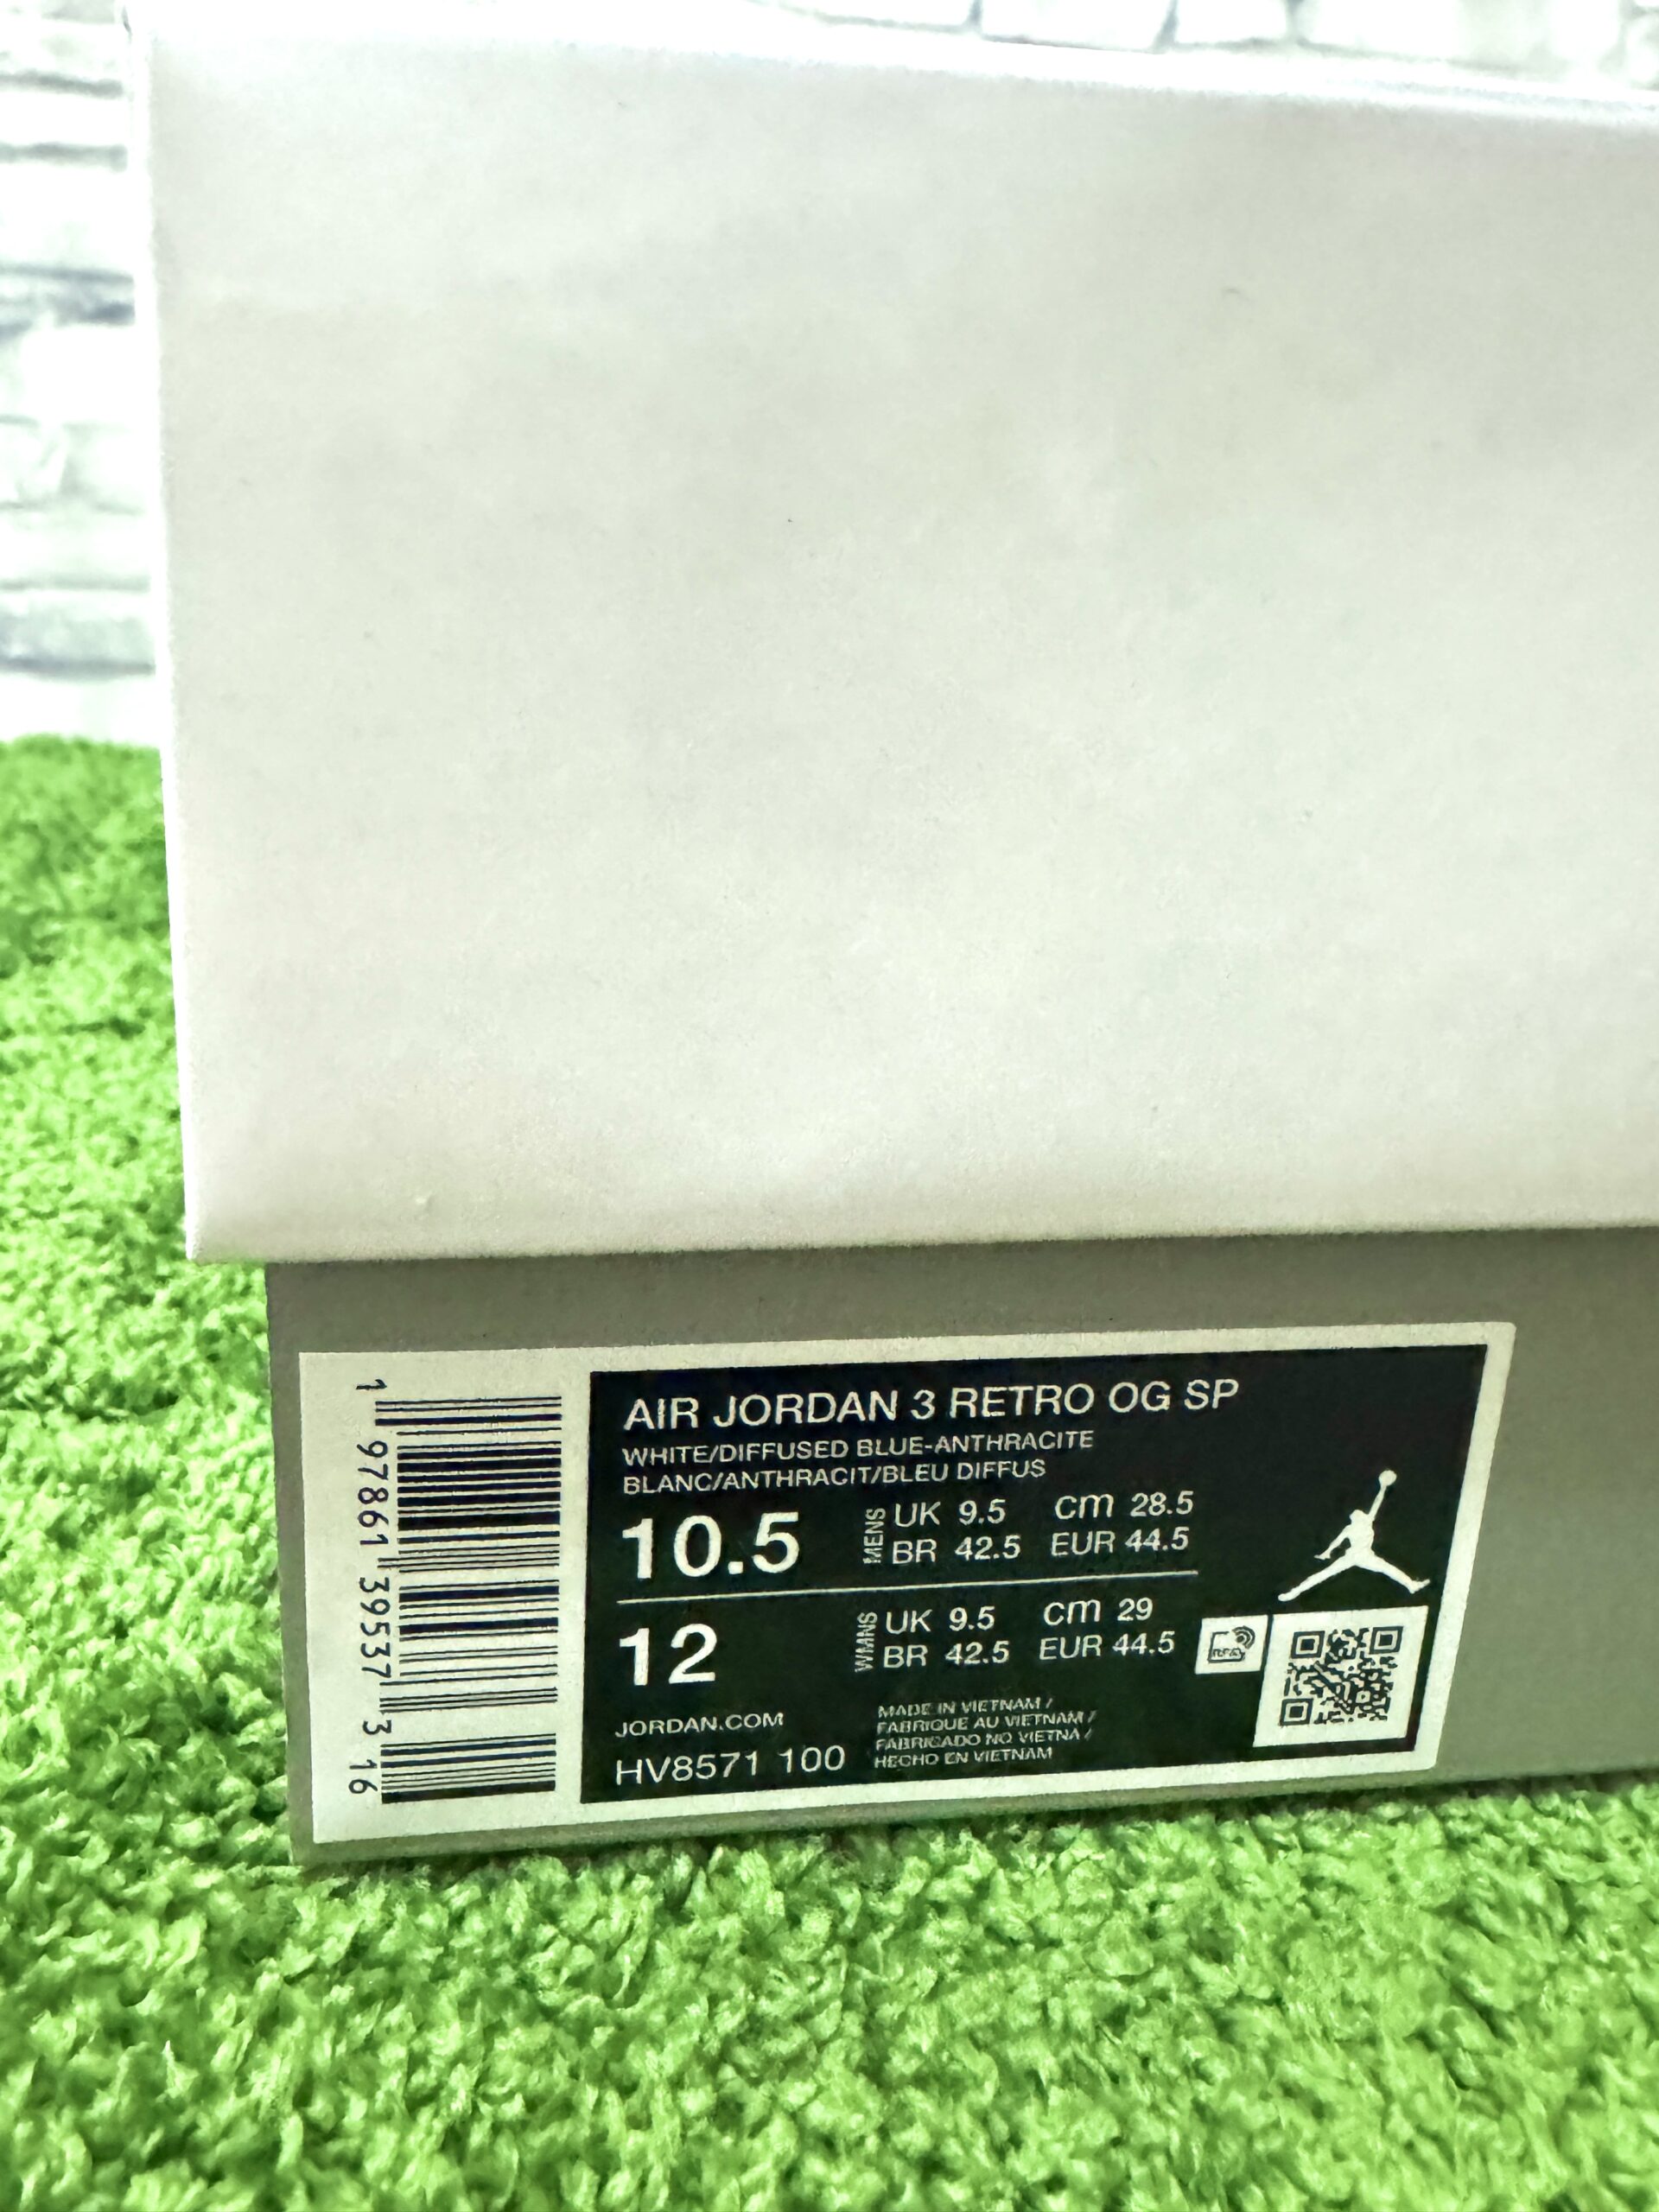 AIR JORDAN 3 RETRO OG SP
WHITE/DIFFUSED BLUE-ANTHRACITE
BLANC/ANTHRACIT/BLEU DIFFUS
10.5 MENS UK 9.5 cm 28.5
BR 42.5 EUR 44.5
12 WMNS UK 9.5 cm 29
BR 42.5 EUR 44.5
JORDAN.COM
HV8571 100
MADE IN VIETNAM /
FABRIQUE AU VIETNAM /
FABRICADO NO VIETNA /
HECHO EN VIETNAM
1 97861 39537 3 16